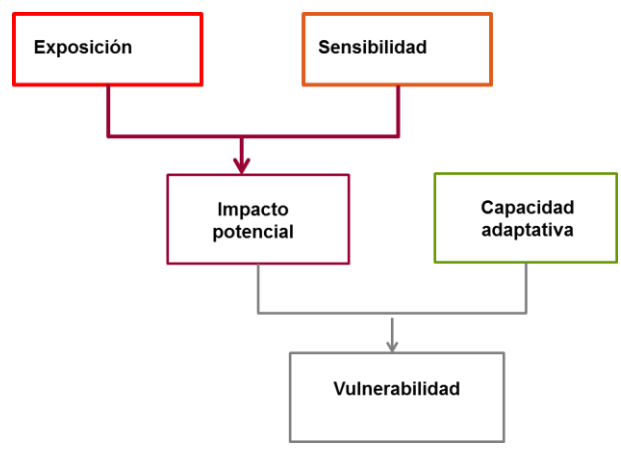 Exposición
Sensibilidad
Impacto
potencial
Capacidad
adaptativa
Vulnerabilidad